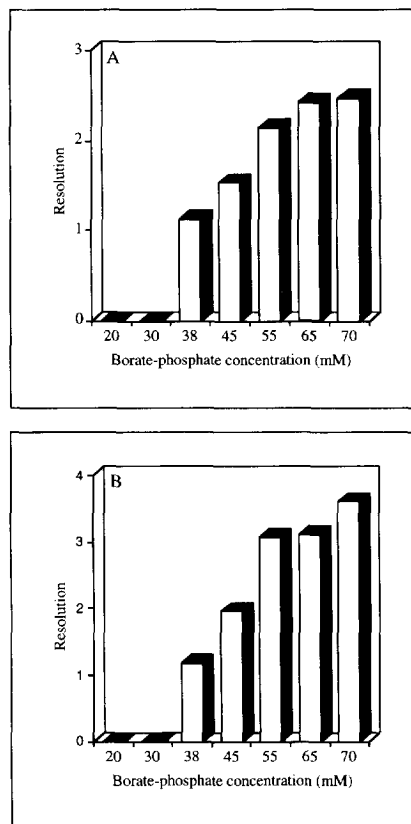 3
A
2
Resolution
1
0
20 30 38 45 55 65 70
Borate-phosphate concentration (mM)
4
B
3
Resolution
2
1
0
20 30 38 45 55 65 70
Borate-phosphate concentration (mM)